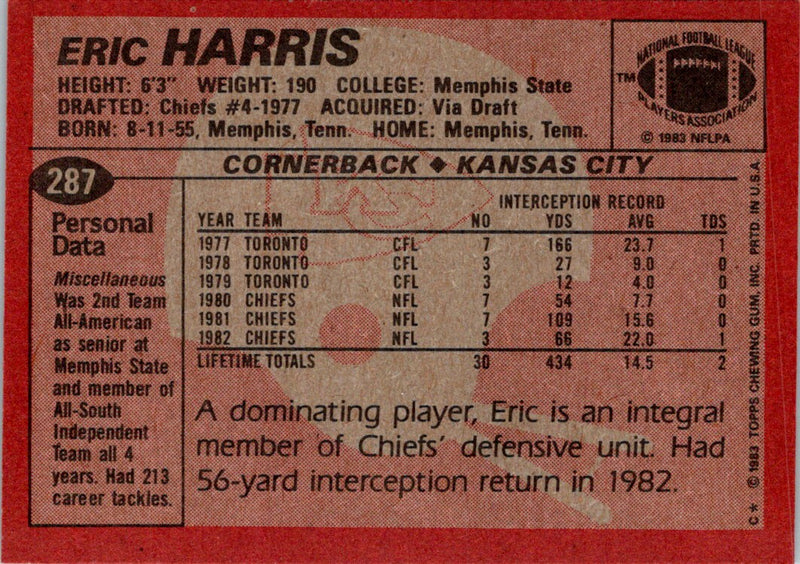 ERIC HARRIS
HEIGHT: 6'3" WEIGHT: 190 COLLEGE: Memphis State
DRAFTED: Chiefs #4-1977 ACQUIRED: Via Draft
BORN: 8-11-55, Memphis, Tenn. HOME: Memphis, Tenn.
NATIONAL FOOTBALL LEAGUE
TM
PLAYERS ASSOCIATION
© 1983 NFLPA
287
CORNERBACK ♦ KANSAS CITY
Personal
Data
Miscellaneous
Was 2nd Team
All-American
as senior at
Memphis State
and member of
All-South
Independent
Team all 4
years. Had 213
career tackles.
INTERCEPTION RECORD
YEAR TEAM NO YDS AVG TDS
1977 TORONTO CFL 7 166 23.7 1
1978 TORONTO CFL 3 27 9.0 0
1979 TORONTO CFL 3 12 4.0 0
1980 CHIEFS NFL 7 54 7.7 0
1981 CHIEFS NFL 7 109 15.6 0
1982 CHIEFS NFL 3 66 22.0 1
LIFETIME TOTALS 30 434 14.5 2
A dominating player, Eric is an integral
member of Chiefs' defensive unit. Had
56-yard interception return in 1982.
C* © 1983 TOPPS CHEWING GUM, INC. PRTD. IN U.S.A.